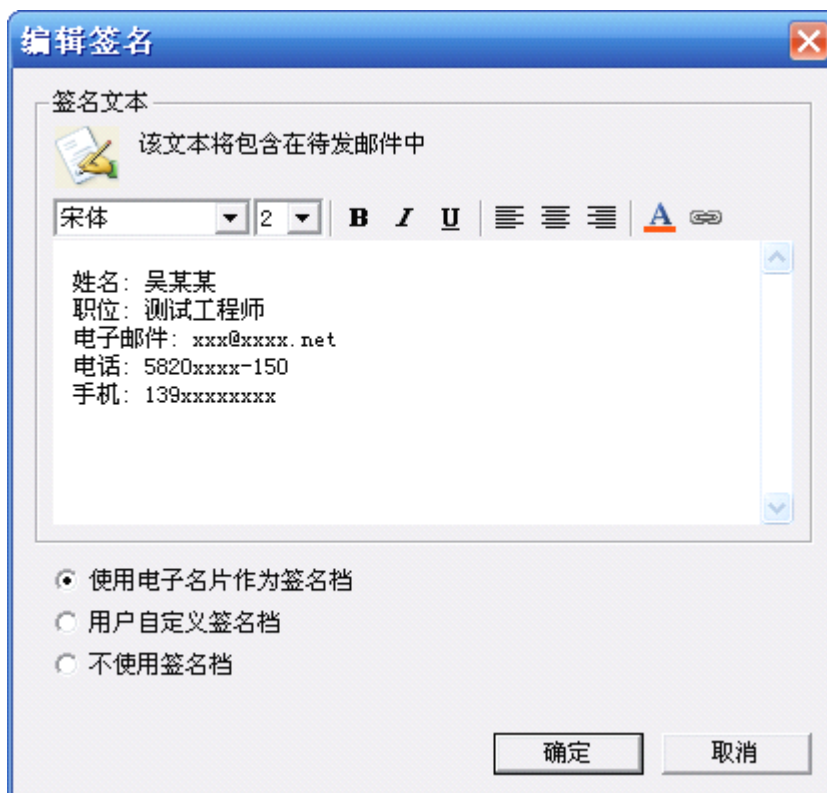 编辑签名
签名文本
该文本将包含在待发邮件中
宋体 2 B I U A
姓名: 吴某某
职位: 测试工程师
电子邮件: xxx@xxxx.net
电话: 5820xxxx-150
手机: 139xxxxxxxx
使用电子名片作为签名档
用户自定义签名档
不使用签名档
确定 取消